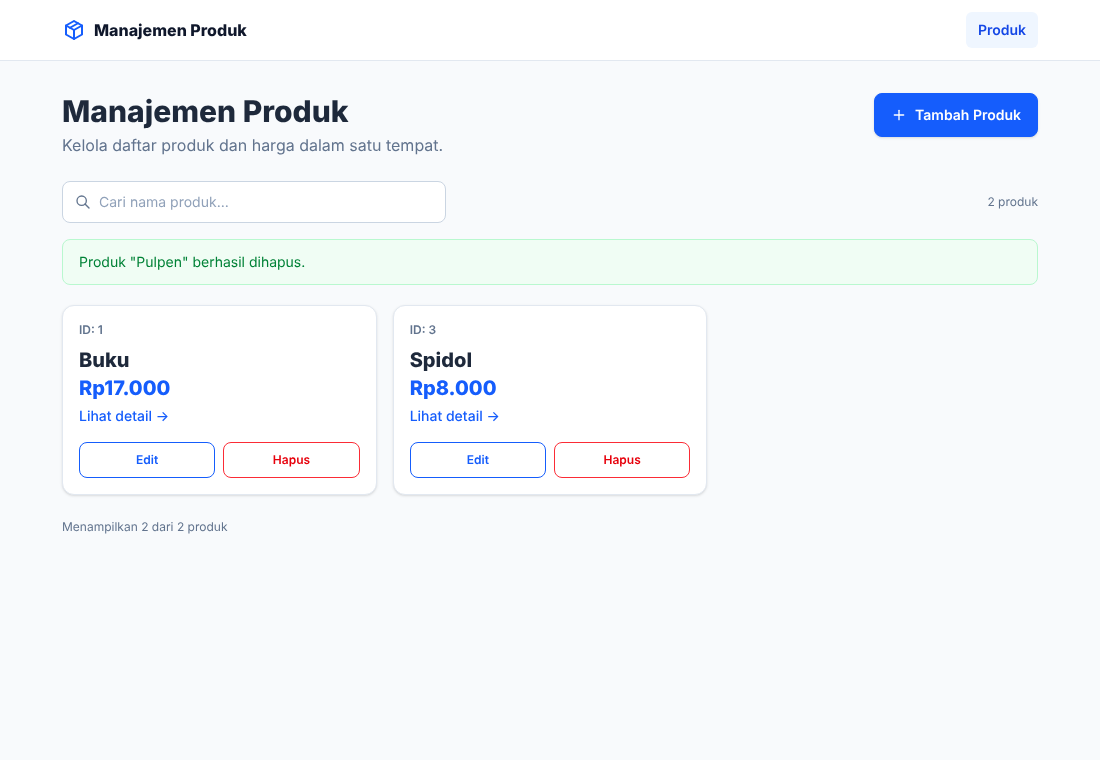 Manajemen Produk
Produk
Manajemen Produk
Kelola daftar produk dan harga dalam satu tempat.
Tambah Produk
Cari nama produk...
2 produk
Produk "Pulpen" berhasil dihapus.
ID: 1
Buku
Rp17.000
Lihat detail →
Edit
Hapus
ID: 3
Spidol
Rp8.000
Lihat detail →
Edit
Hapus
Menampilkan 2 dari 2 produk